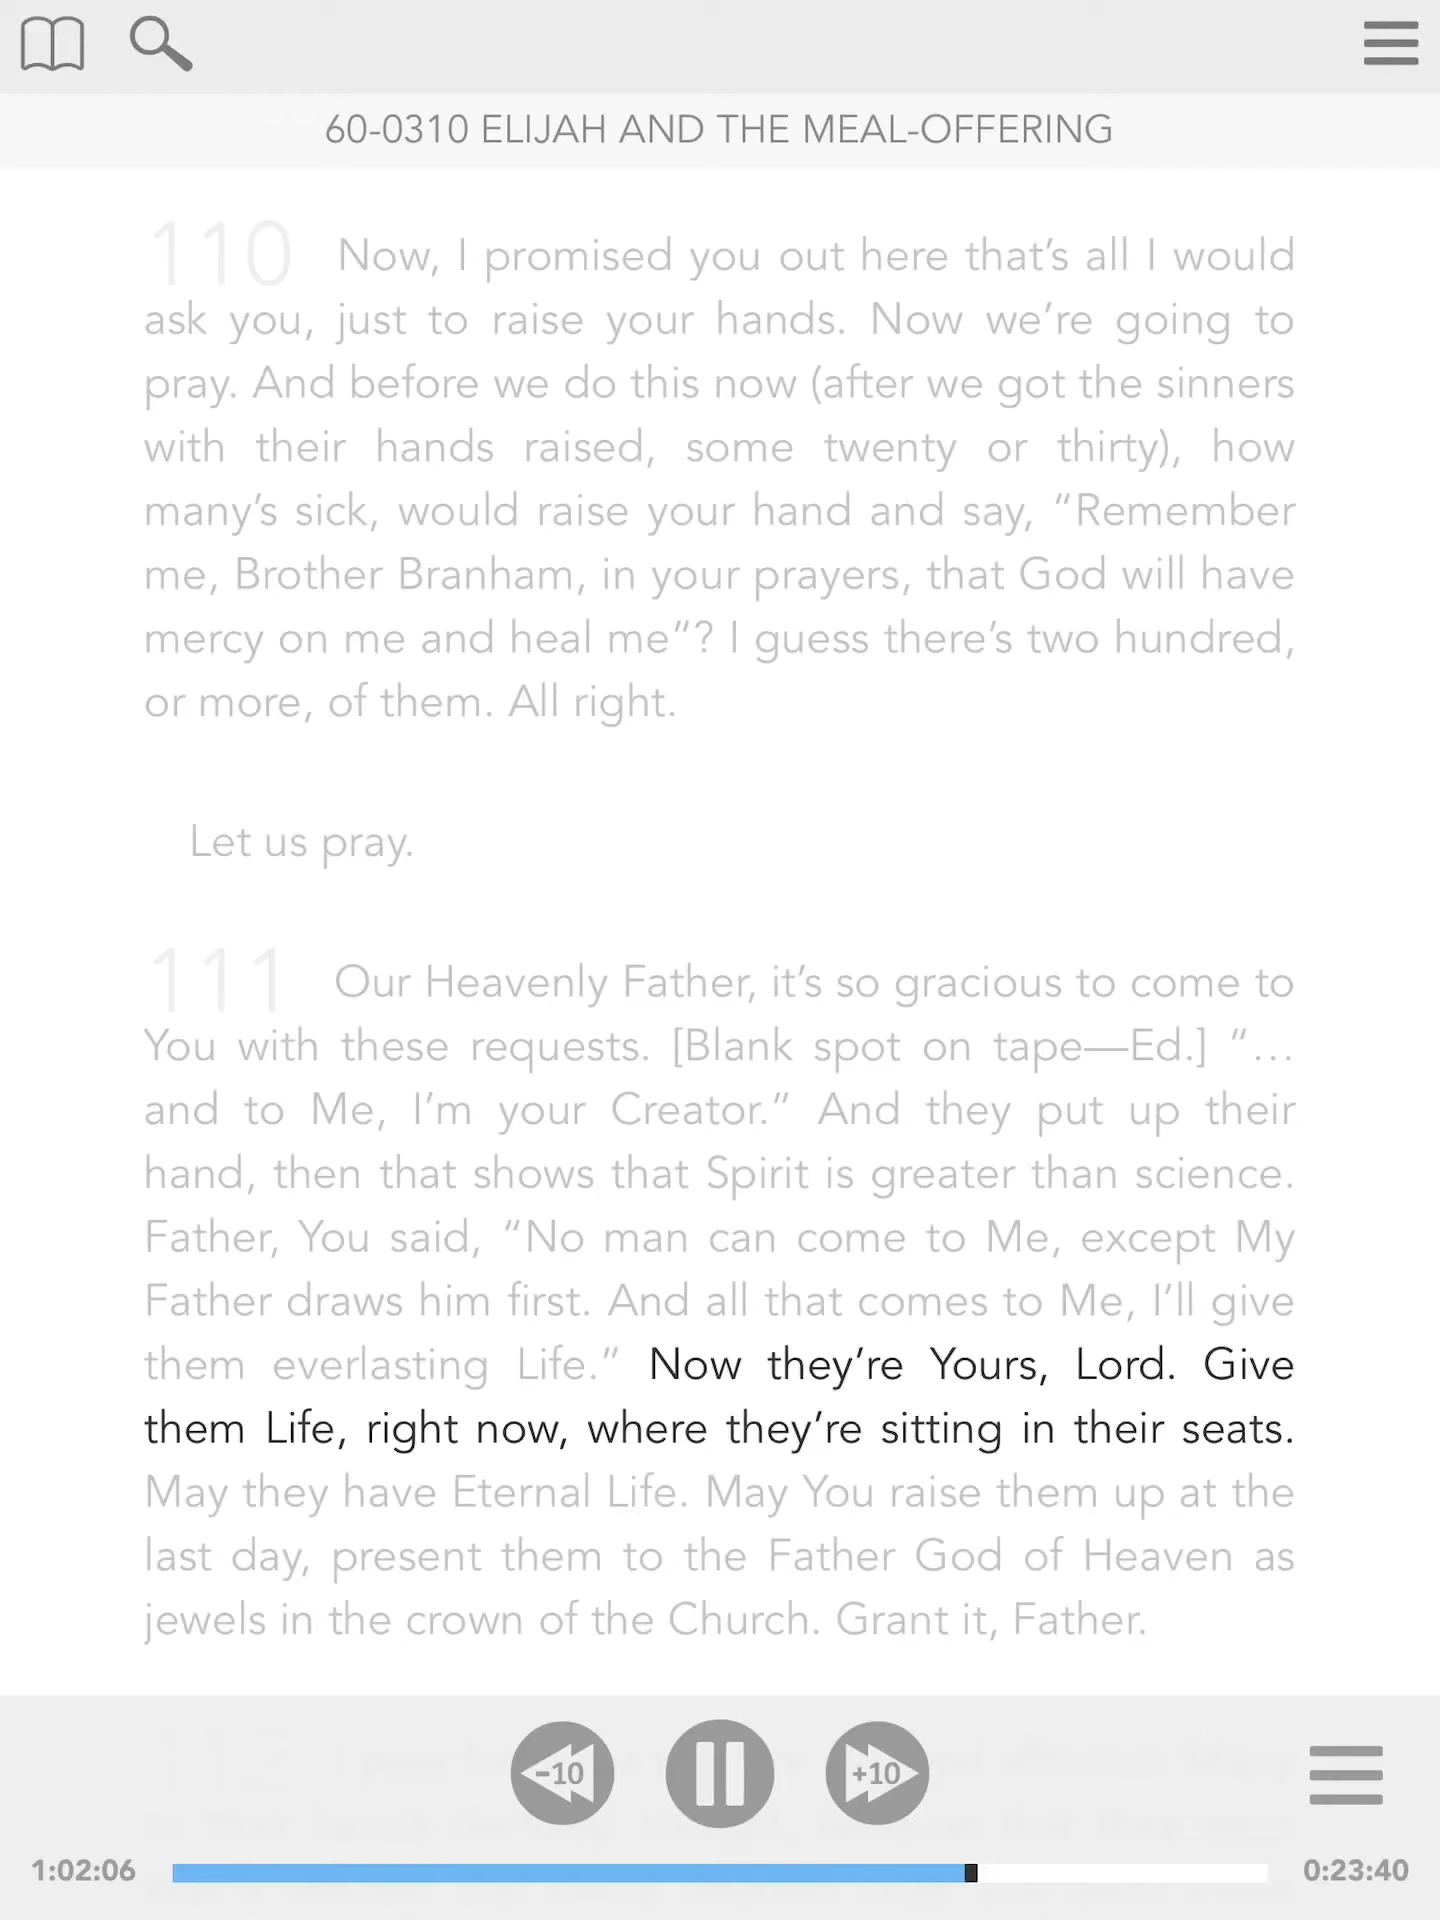 60-0310 ELIJAH AND THE MEAL-OFFERING
110 Now, I promised you out here that’s all I would
ask you, just to raise your hands. Now we’re going to
pray. And before we do this now (after we got the sinners
with their hands raised, some twenty or thirty), how
many’s sick, would raise your hand and say, “Remember
me, Brother Branham, in your prayers, that God will have
mercy on me and heal me”? I guess there’s two hundred,
or more, of them. All right.
Let us pray.
111 Our Heavenly Father, it’s so gracious to come to
You with these requests. [Blank spot on tape—Ed.] “…
and to Me, I’m your Creator.” And they put up their
hand, then that shows that Spirit is greater than science.
Father, You said, “No man can come to Me, except My
Father draws him first. And all that comes to Me, I’ll give
them everlasting Life.” Now they’re Yours, Lord. Give
them Life, right now, where they’re sitting in their seats.
May they have Eternal Life. May You raise them up at the
last day, present them to the Father God of Heaven as
jewels in the crown of the Church. Grant it, Father.
-10 +10
1:02:06 0:23:40